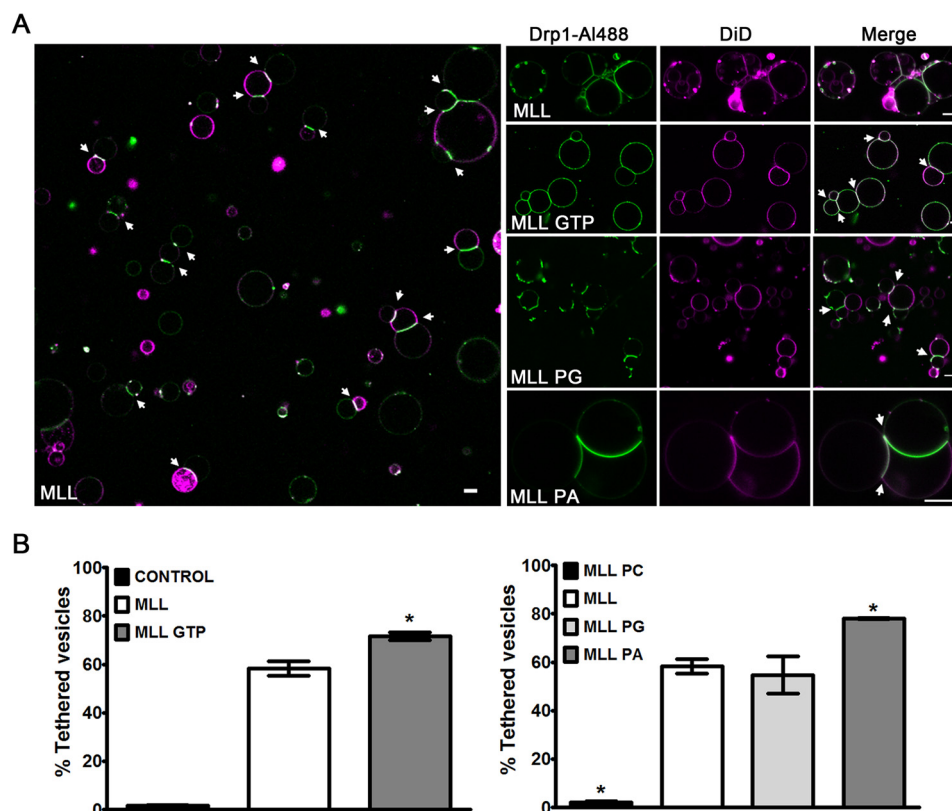 A
Drp1-Al488 DiD Merge
MLL
MLL
MLL GTP
MLL PG
MLL PA
B
% Tethered vesicles
100
80
60
40
20
0
CONTROL
MLL
MLL GTP
*
% Tethered vesicles
100
80
60
40
20
0
MLL PC
MLL
MLL PG
MLL PA
*
*